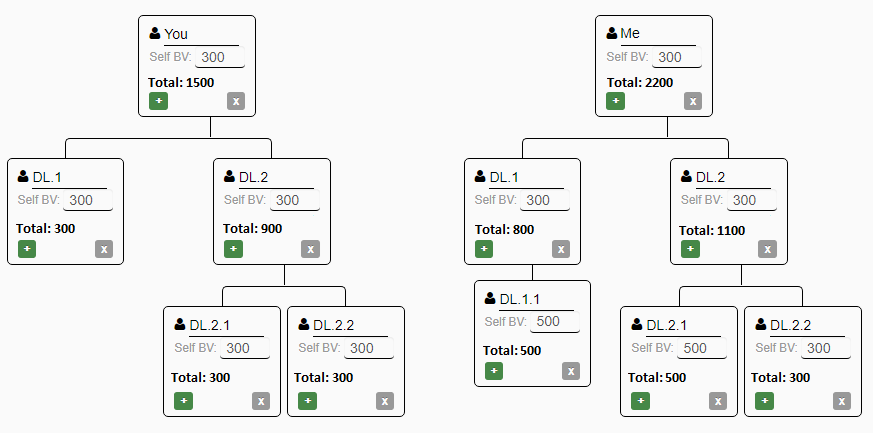 You
Self BV: 300
Total: 1500
+ x
Me
Self BV: 300
Total: 2200
+ x
DL.1
Self BV: 300
Total: 300
+ x
DL.2
Self BV: 300
Total: 900
+ x
DL.1
Self BV: 300
Total: 800
+ x
DL.2
Self BV: 300
Total: 1100
+ x
DL.2.1
Self BV: 300
Total: 300
+ x
DL.2.2
Self BV: 300
Total: 300
+ x
DL.1.1
Self BV: 500
Total: 500
+ x
DL.2.1
Self BV: 500
Total: 500
+ x
DL.2.2
Self BV: 300
Total: 300
+ x